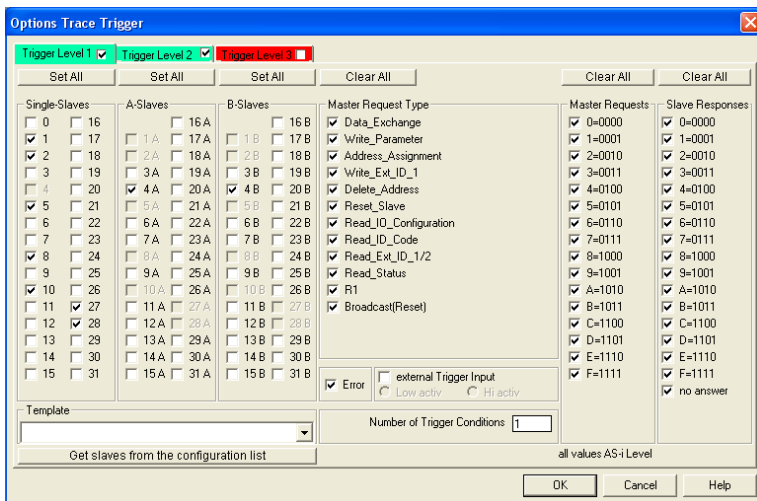 Options Trace Trigger
Trigger Level 1 Trigger Level 2 Trigger Level 3
Set All Set All Set All Clear All Clear All Clear All
Single-Slaves A-Slaves B-Slaves Master Request Type Master Requests Slave Responses
0 16 16 A 16 B Data_Exchange 0=0000 0=0000
1 17 1 A 17 A 1 B 17 B Write_Parameter 1=0001 1=0001
2 18 2 A 18 A 2 B 18 B Address_Assignment 2=0010 2=0010
3 19 3 A 19 A 3 B 19 B Write_Ext_ID_1 3=0011 3=0011
4 20 4 A 20 A 4 B 20 B Delete_Address 4=0100 4=0100
5 21 5 A 21 A 5 B 21 B Reset_Slave 5=0101 5=0101
6 22 6 A 22 A 6 B 22 B Read_IO_Configuration 6=0110 6=0110
7 23 7 A 23 A 7 B 23 B Read_ID_Code 7=0111 7=0111
8 24 8 A 24 A 8 B 24 B Read_Ext_ID_1/2 8=1000 8=1000
9 25 9 A 25 A 9 B 25 B Read_Status 9=1001 9=1001
10 26 10 A 26 A 10 B 26 B R1 A=1010 A=1010
11 27 11 A 27 A 11 B 27 B Broadcast(Reset) B=1011 B=1011
12 28 12 A 28 A 12 B 28 B C=1100 C=1100
13 29 13 A 29 A 13 B 29 B D=1101 D=1101
14 30 14 A 30 A 14 B 30 B E=1110 E=1110
15 31 15 A 31 A 15 B 31 B F=1111 F=1111
Error external Trigger Input no answer
Low activ Hi activ
Template
Number of Trigger Conditions 1
Get slaves from the configuration list all values AS-i Level
OK Cancel Help